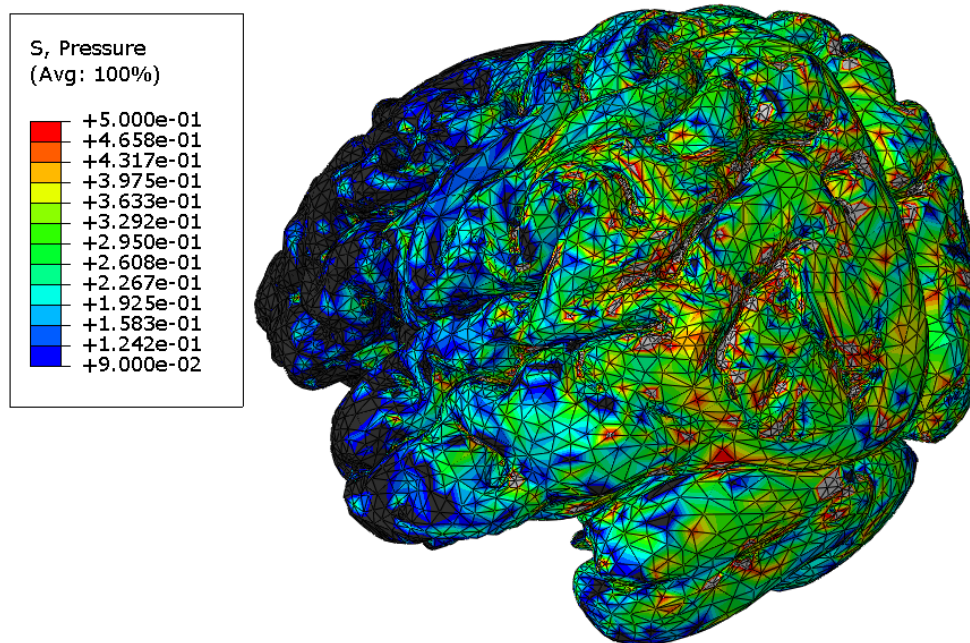 S, Pressure
(Avg: 100%)
+5.000e-01
+4.658e-01
+4.317e-01
+3.975e-01
+3.633e-01
+3.292e-01
+2.950e-01
+2.608e-01
+2.267e-01
+1.925e-01
+1.583e-01
+1.242e-01
+9.000e-02